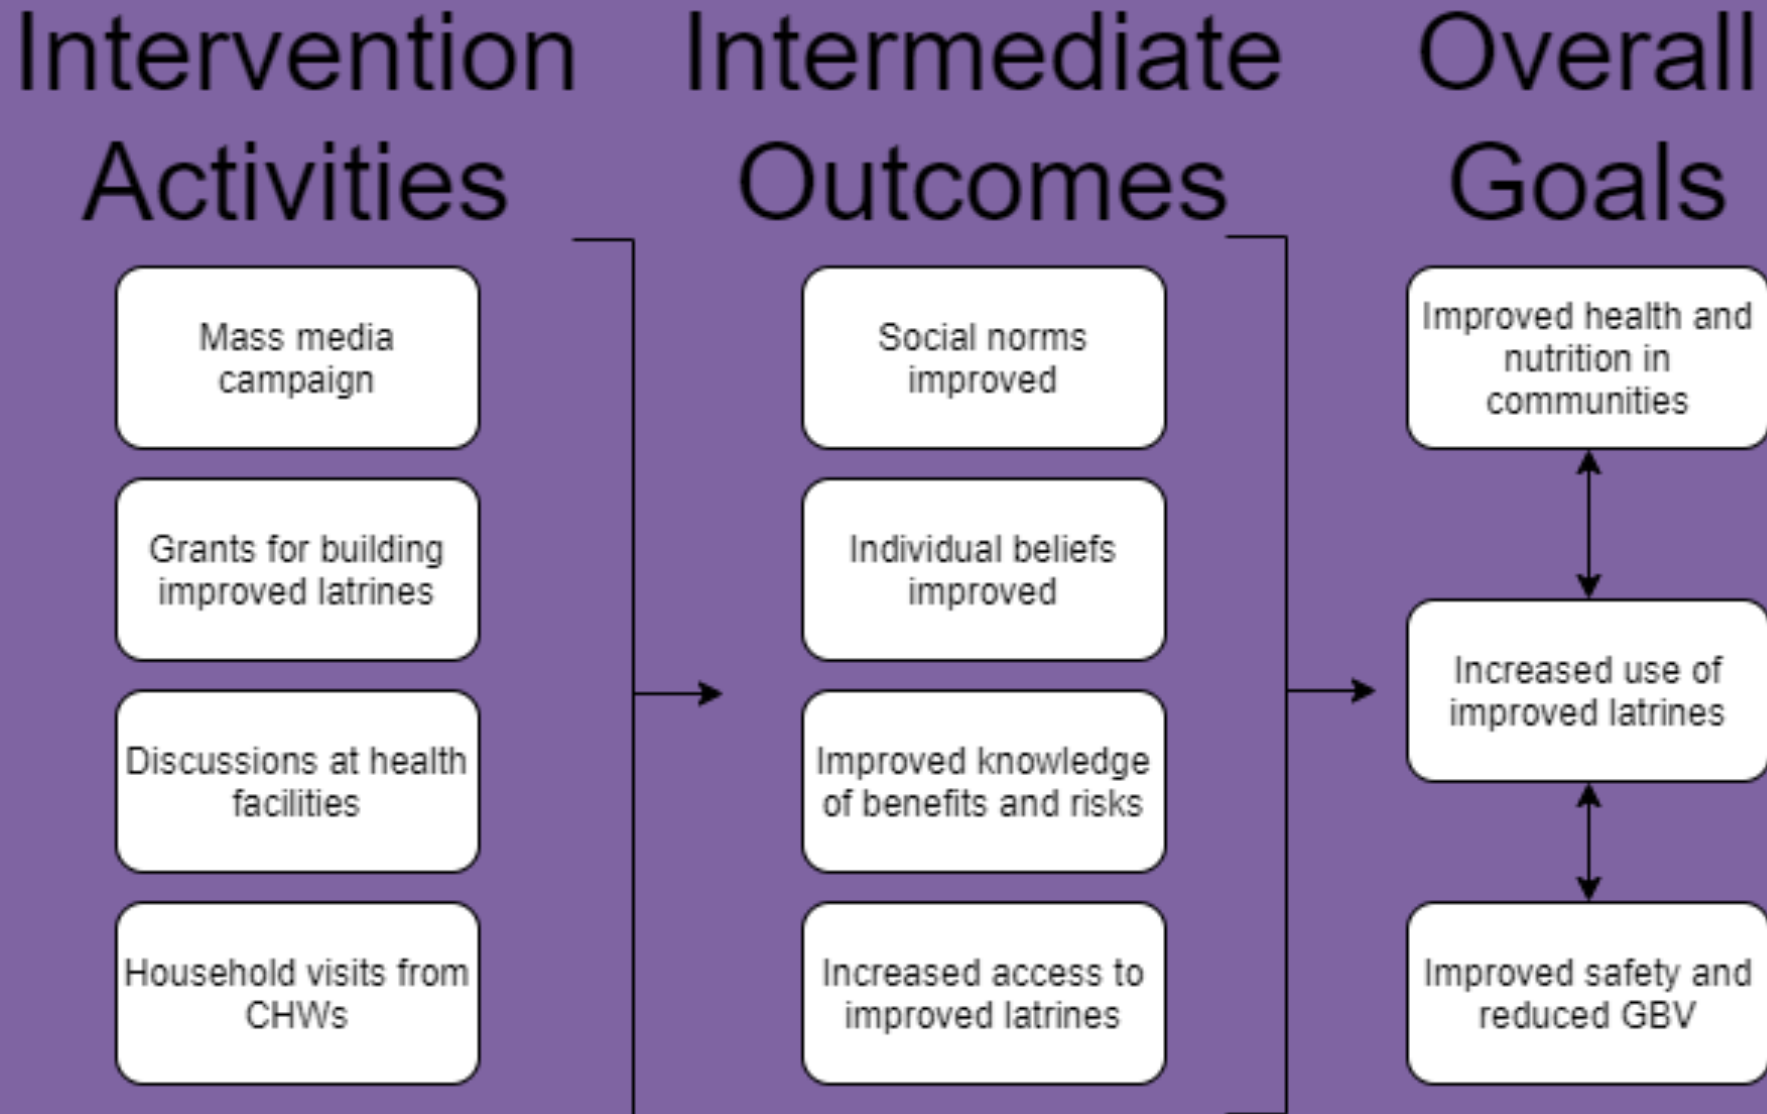 Intervention
Activities
Mass media
campaign
Grants for building
improved latrines
Discussions at health
facilities
Household visits from
CHWs
Intermediate
Outcomes
Social norms
improved
Individual beliefs
improved
Improved knowledge
of benefits and risks
Increased access to
improved latrines
Overall
Goals
Improved health and
nutrition in
communities
Increased use of
improved latrines
Improved safety and
reduced GBV